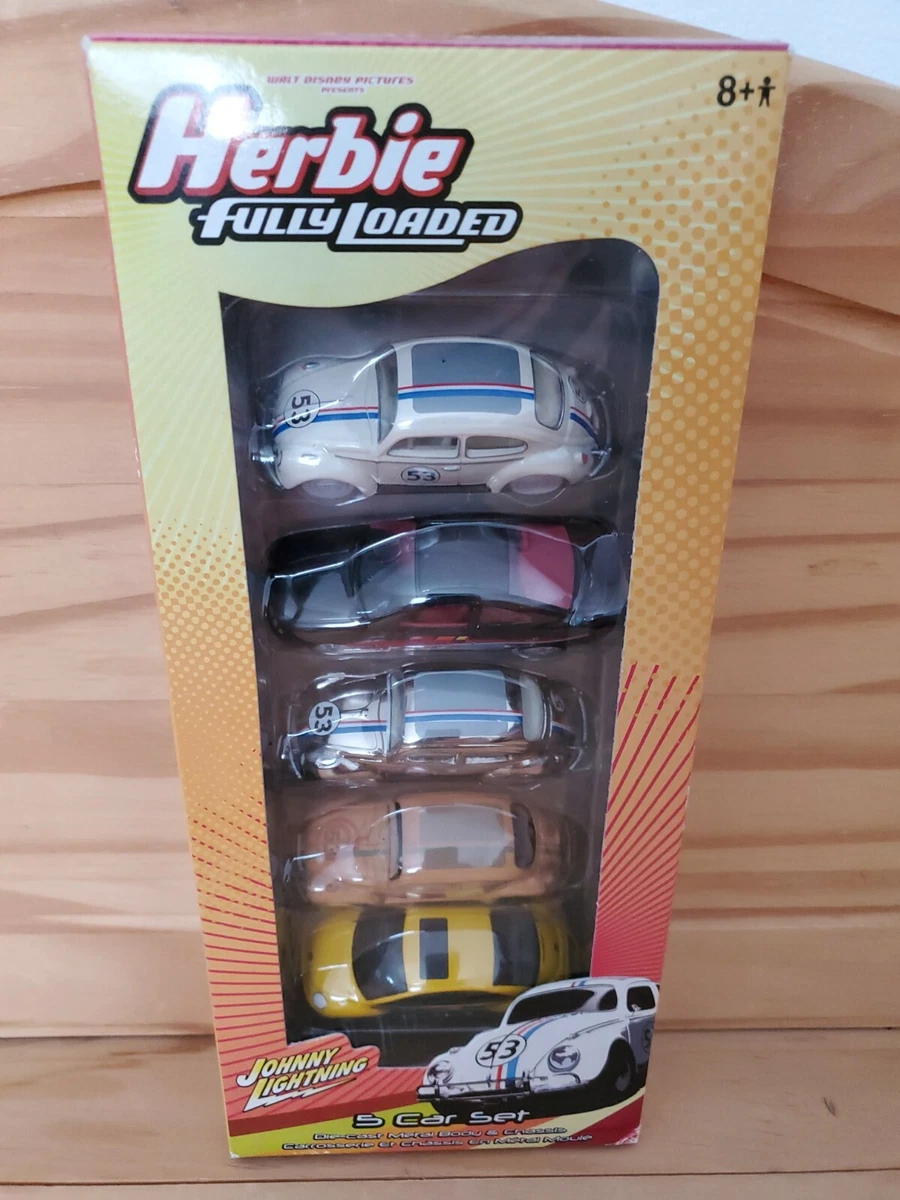 WALT DISNEY PICTURES
PRESENTS
8+
Herbie
FULLY LOADED
53
53
53
53
JOHNNY
LIGHTNING
5 Car Set
Die-Cast Metal Body & Chassis
Carrosserie Et Chassis En Métal Moulé